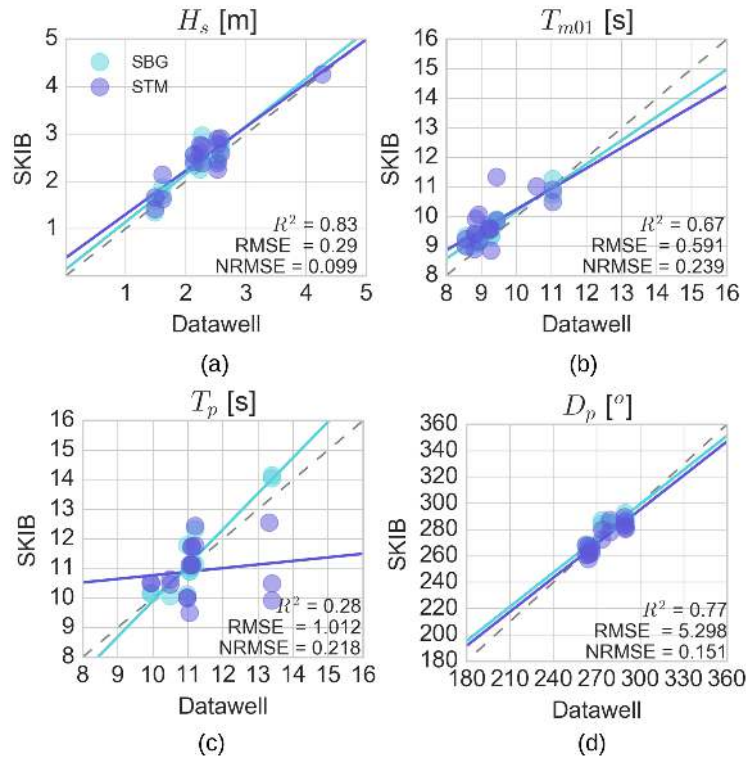 H_s [m]
5
4
3
2
1
SKIB
SBG
STM
R² = 0.83
RMSE = 0.29
NRMSE = 0.099
1 2 3 4 5
Datawell
(a)
T_m01 [s]
16
15
14
13
12
11
10
9
8
SKIB
R² = 0.67
RMSE = 0.591
NRMSE = 0.239
8 9 10 11 12 13 14 15 16
Datawell
(b)
T_p [s]
16
15
14
13
12
11
10
9
8
SKIB
R² = 0.28
RMSE = 1.012
NRMSE = 0.218
8 9 10 11 12 13 14 15 16
Datawell
(c)
D_p [°]
360
340
320
300
280
260
240
220
200
180
SKIB
R² = 0.77
RMSE = 5.298
NRMSE = 0.151
180 210 240 270 300 330 360
Datawell
(d)